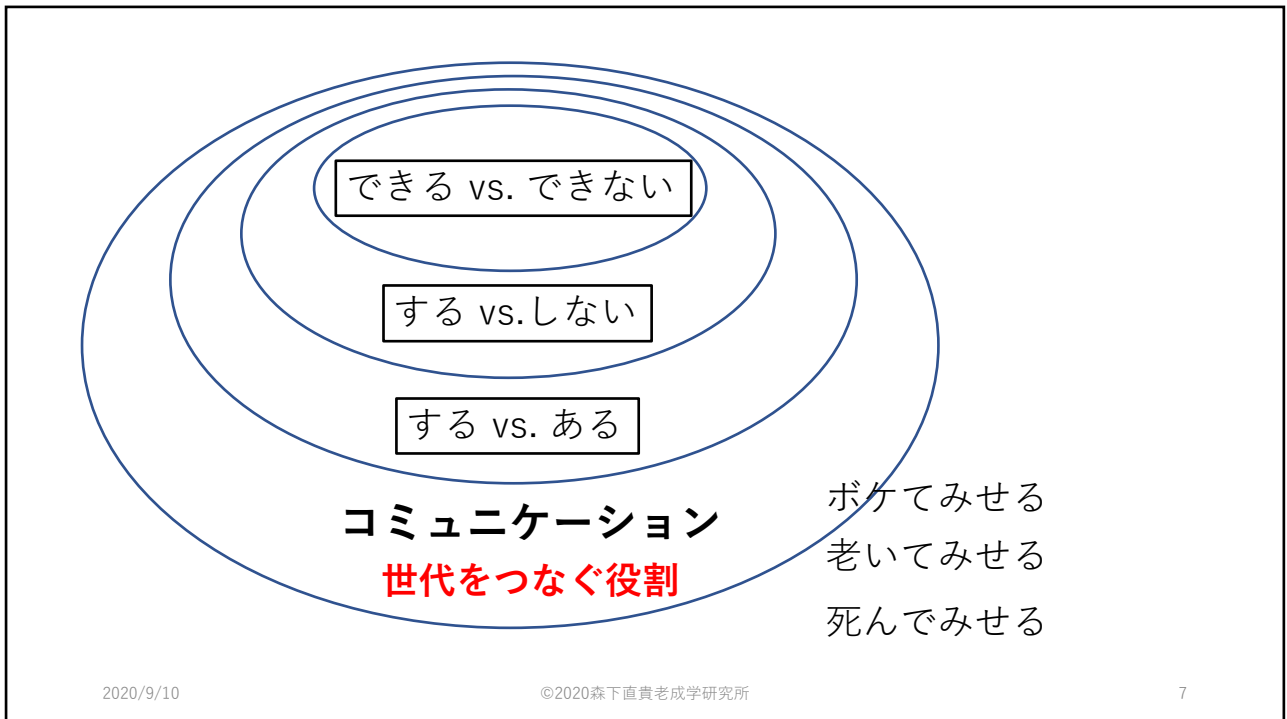 できる vs. できない
する vs.しない
する vs. ある
コミュニケーション
世代をつなぐ役割
ボケてみせる
老いてみせる
死んでみせる
2020/9/10
©2020森下直貴老成学研究所
7